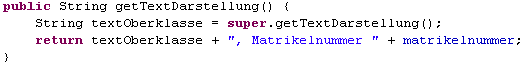 public String getTextDarstellung() {
    String textOberklasse = super.getTextDarstellung();
    return textOberklasse + ", Matrikelnummer " + matrikelnummer;
}